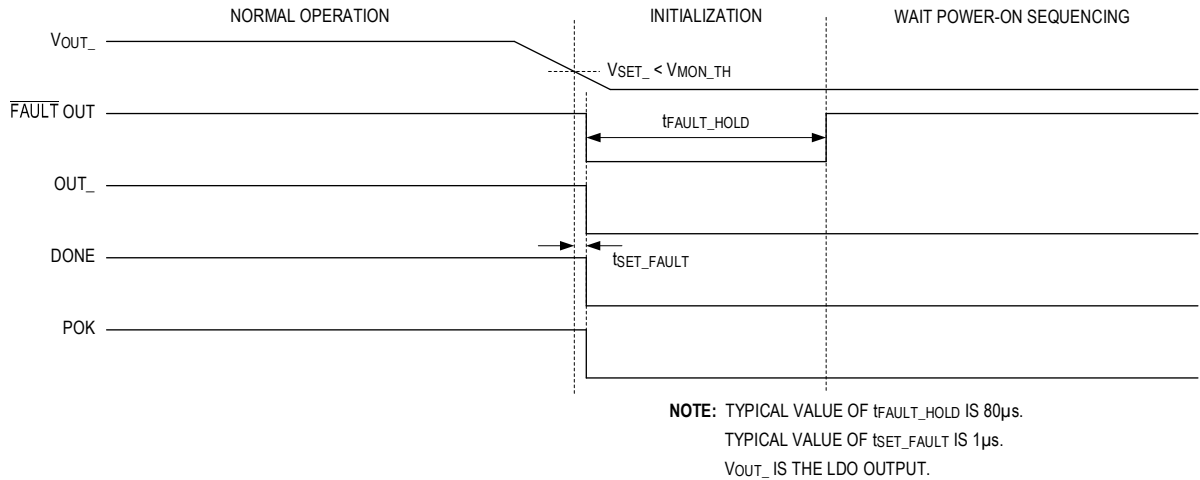 NORMAL OPERATION
INITIALIZATION
WAIT POWER-ON SEQUENCING
VOUT_
VSET_ < VMON_TH
FAULT OUT
tFAULT_HOLD
OUT_
DONE
tSET_FAULT
POK
NOTE: TYPICAL VALUE OF tFAULT_HOLD IS 80µs.
TYPICAL VALUE OF tSET_FAULT IS 1µs.
VOUT_ IS THE LDO OUTPUT.